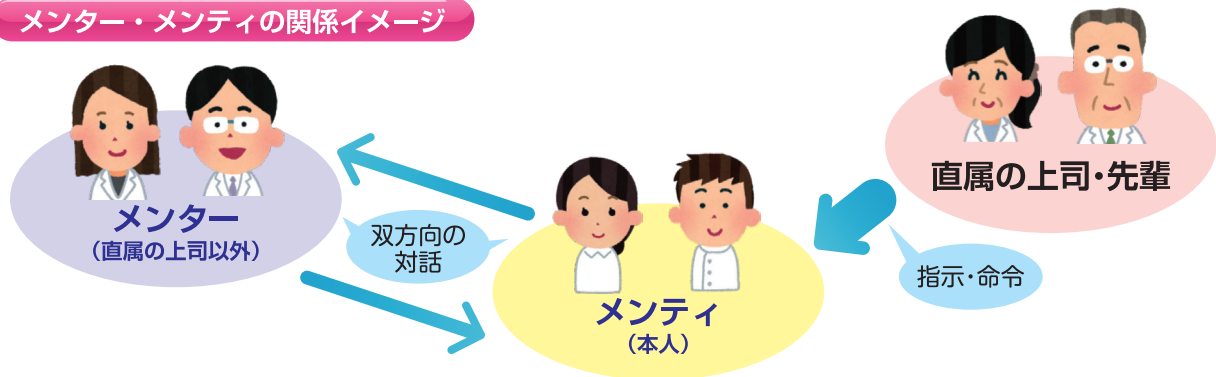 メンター・メンティの関係イメージ
メンター
（直属の上司以外）
双方向の
対話
メンティ
（本人）
直属の上司・先輩
指示・命令